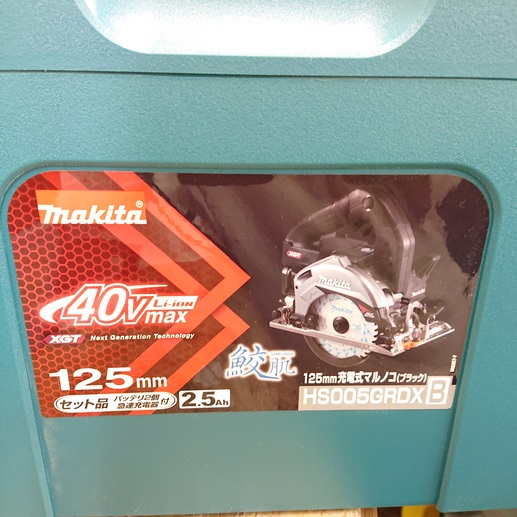 makita®
40Vmax Li-ion
XGT Next Generation Technology
125mm
セット品 バッテリ2個 急速充電器 付 2.5Ah
鮫肌
makita
125mm充電式マルノコ(ブラック)
HS005GRDX B